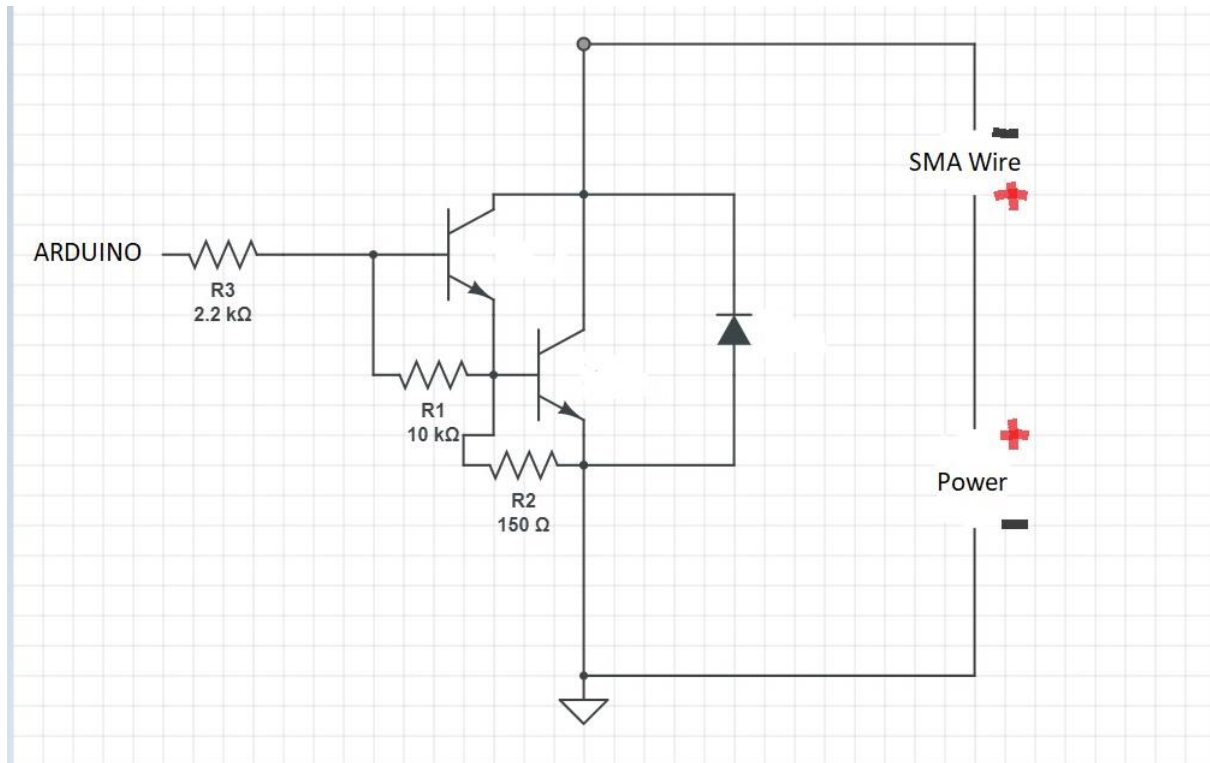 SMA Wire
ARDUINO
R3
2.2 kΩ
R1
10 kΩ
R2
150 Ω
Power